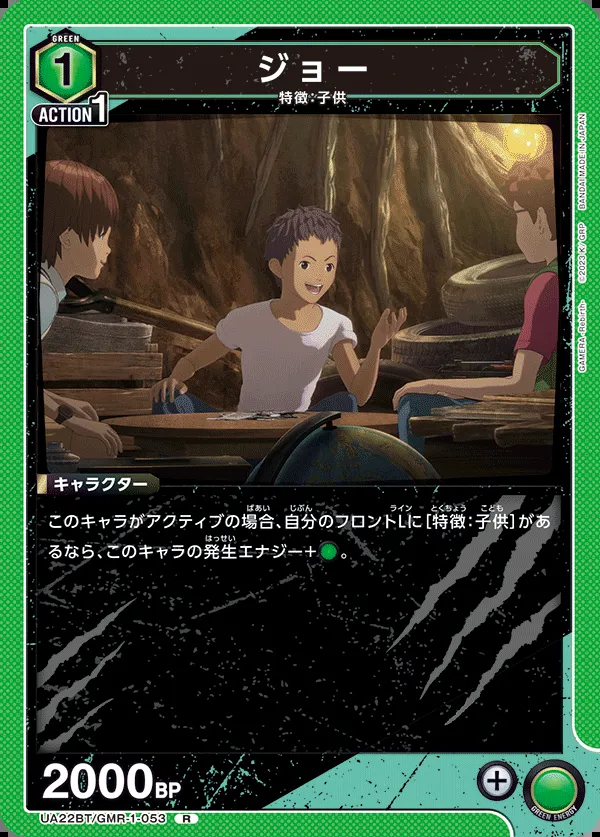 GREEN
1
ジョー
ACTION1
特徴:子供
キャラクター
このキャラがアクティブの場合、自分のフロントLに[特徴:子供]があ
るなら、このキャラの発生エナジー+ 。
ばあい じぶん ライン とくちょう こども
はっせい
2000BP
+
GREEN ENERGY
UA22BT/GMR-1-053 R
GAMERA -Rebirth- ©2023 K/GRP BANDAI MADE IN JAPAN